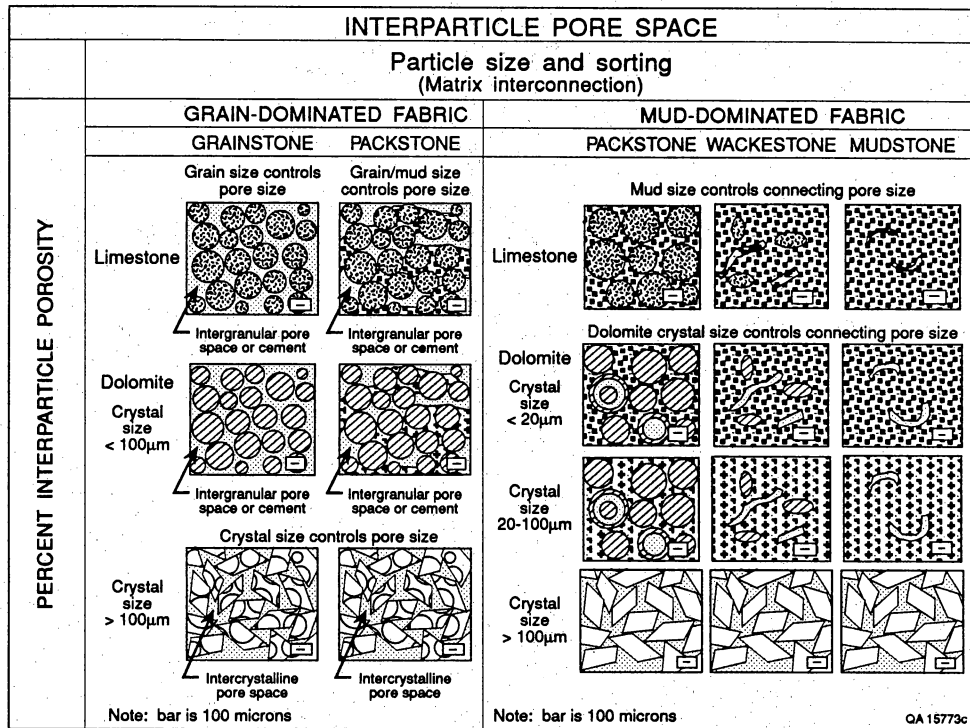 INTERPARTICLE PORE SPACE
Particle size and sorting
(Matrix interconnection)
PERCENT INTERPARTICLE POROSITY
GRAIN-DOMINATED FABRIC
GRAINSTONE PACKSTONE
Grain size controls
pore size
Grain/mud size
controls pore size
Limestone
Intergranular pore
space or cement
Intergranular pore
space or cement
Dolomite
Crystal
size
< 100µm
Intergranular pore
space or cement
Intergranular pore
space or cement
Crystal size controls pore size
Crystal
size
> 100µm
Intercrystalline
pore space
Intercrystalline
pore space
Note: bar is 100 microns
MUD-DOMINATED FABRIC
PACKSTONE WACKESTONE MUDSTONE
Mud size controls connecting pore size
Limestone
Dolomite crystal size controls connecting pore size
Dolomite
Crystal
size
< 20µm
Crystal
size
20-100µm
Crystal
size
> 100µm
Note: bar is 100 microns
QA 15773c